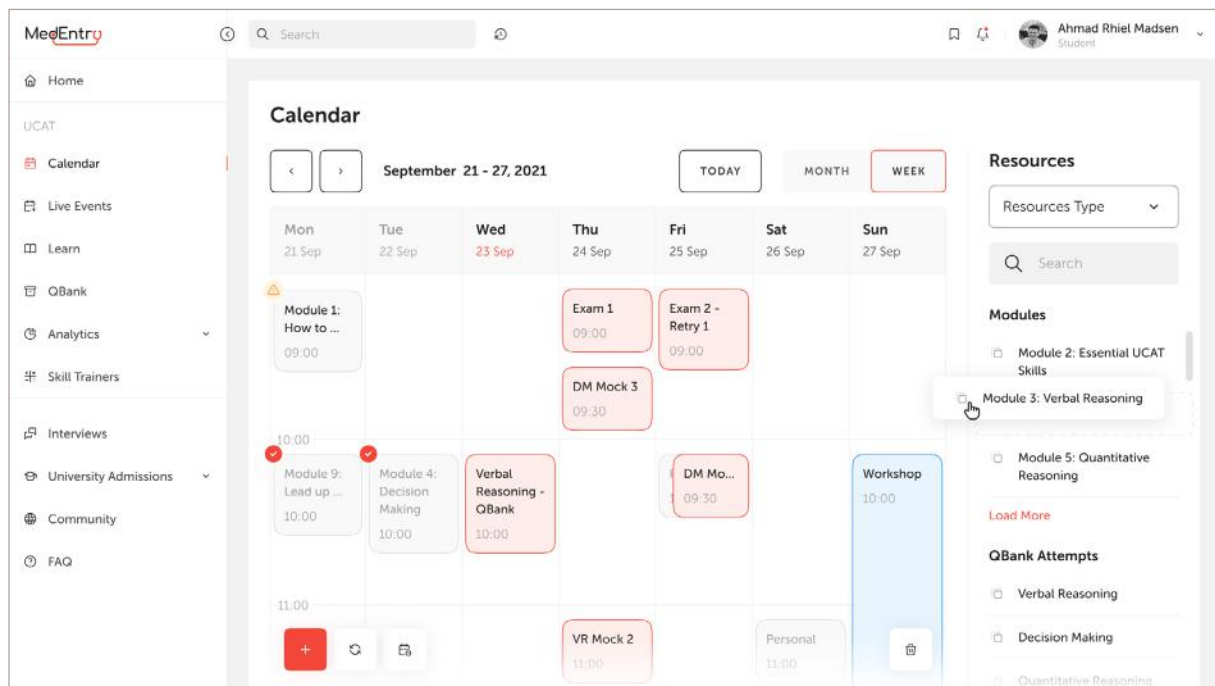 MedEntry
Search
Ahmad Rhiel Madsen
Student
Home
UCAT
Calendar
Live Events
Learn
QBank
Analytics
Skill Trainers
Interviews
University Admissions
Community
FAQ
Calendar
September 21 - 27, 2021
TODAY
MONTH
WEEK
Mon
21 Sep
Tue
22 Sep
Wed
23 Sep
Thu
24 Sep
Fri
25 Sep
Sat
26 Sep
Sun
27 Sep
Module 1:
How to ...
09:00
Exam 1
09:00
Exam 2 -
Retry 1
09:00
DM Mock 3
09:30
10:00
Module 9:
Lead up ...
10:00
Module 4:
Decision
Making
10:00
Verbal
Reasoning -
QBank
10:00
DM Mo...
09:30
Workshop
10:00
11:00
VR Mock 2
11:00
Personal
11:00
Resources
Resources Type
Search
Modules
Module 2: Essential UCAT
Skills
Module 3: Verbal Reasoning
Module 5: Quantitative
Reasoning
Load More
QBank Attempts
Verbal Reasoning
Decision Making
Quantitative Reasoning